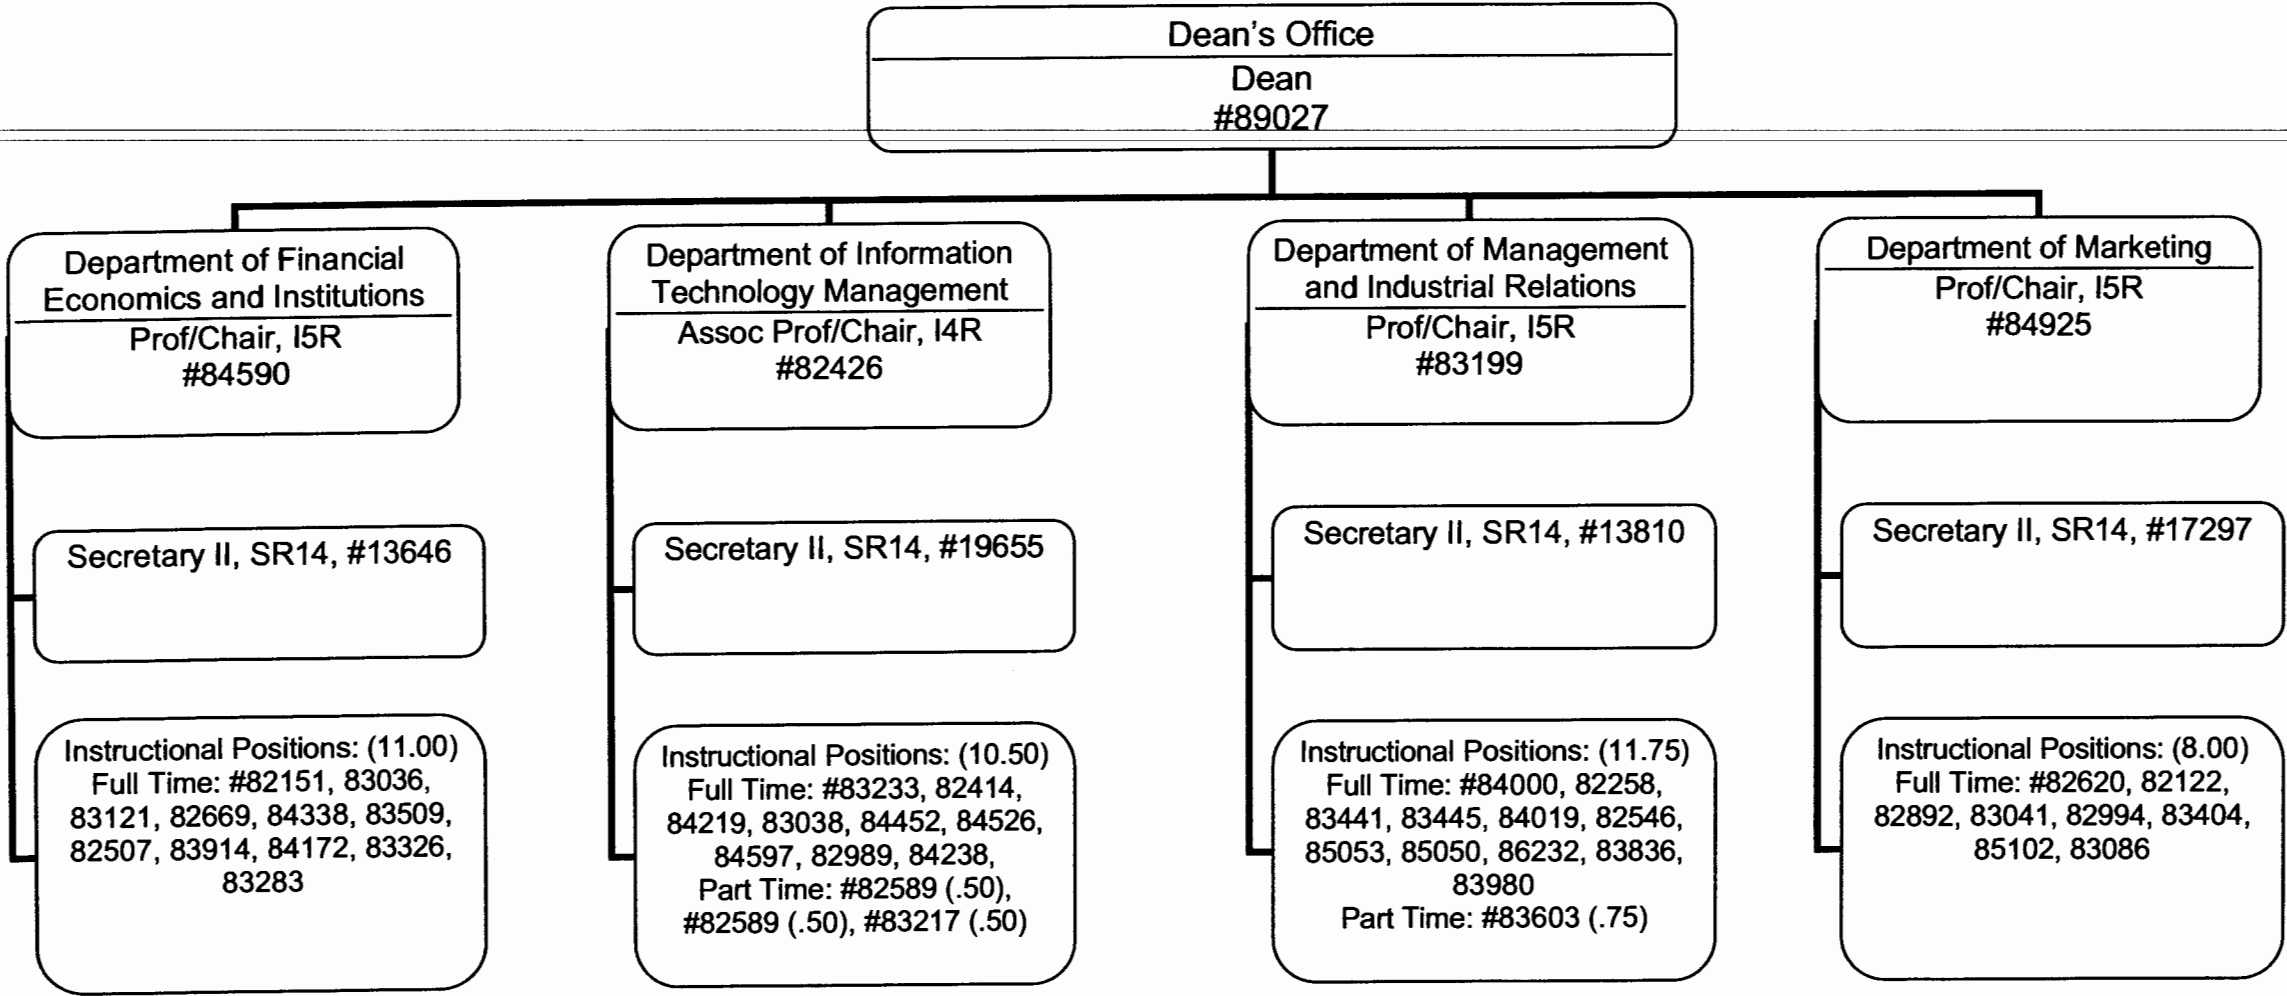 Dean's Office
Dean
#89027
Department of Financial
Economics and Institutions
Prof/Chair, I5R
#84590
Secretary II, SR14, #13646
Instructional Positions: (11.00)
Full Time: #82151, 83036,
83121, 82669, 84338, 83509,
82507, 83914, 84172, 83326,
83283
Department of Information
Technology Management
Assoc Prof/Chair, I4R
#82426
Secretary II, SR14, #19655
Instructional Positions: (10.50)
Full Time: #83233, 82414,
84219, 83038, 84452, 84526,
84597, 82989, 84238,
Part Time: #82589 (.50),
#82589 (.50), #83217 (.50)
Department of Management
and Industrial Relations
Prof/Chair, I5R
#83199
Secretary II, SR14, #13810
Instructional Positions: (11.75)
Full Time: #84000, 82258,
83441, 83445, 84019, 82546,
85053, 85050, 86232, 83836,
83980
Part Time: #83603 (.75)
Department of Marketing
Prof/Chair, I5R
#84925
Secretary II, SR14, #17297
Instructional Positions: (8.00)
Full Time: #82620, 82122,
82892, 83041, 82994, 83404,
85102, 83086